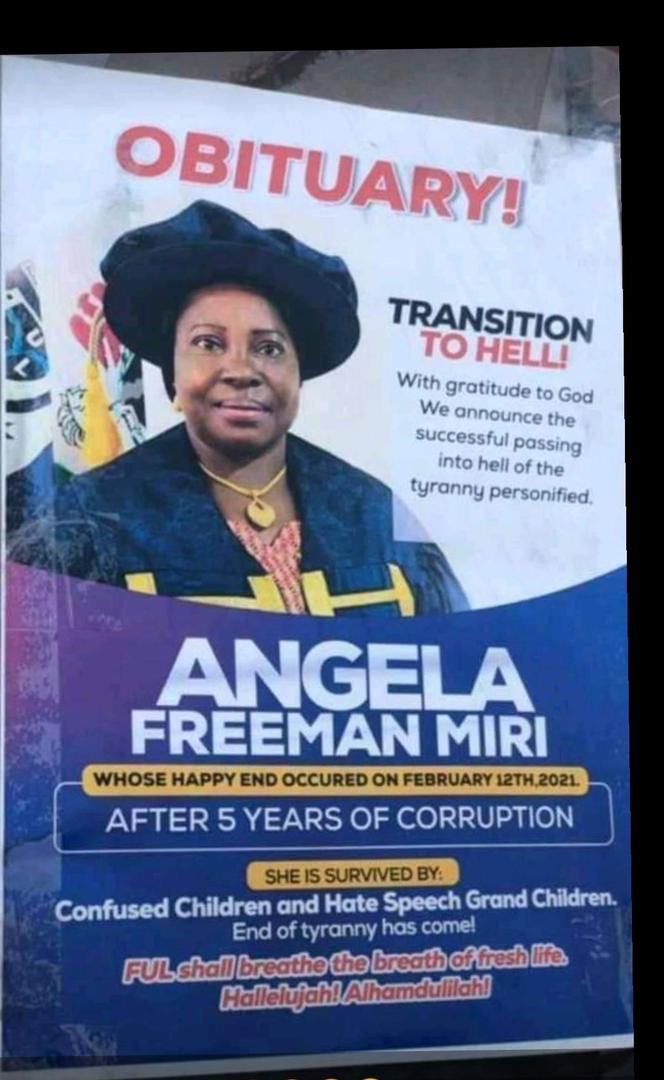 OBITUARY!
TRANSITION
TO HELL!
With gratitude to God
We announce the
successful passing
into hell of the
tyranny personified.
ANGELA
FREEMAN MIRI
WHOSE HAPPY END OCCURED ON FEBRUARY 12TH,2021.
AFTER 5 YEARS OF CORRUPTION
SHE IS SURVIVED BY:
Confused Children and Hate Speech Grand Children.
End of tyranny has come!
FUL shall breathe the breath of fresh life.
Hallelujah! Alhamdulilah!